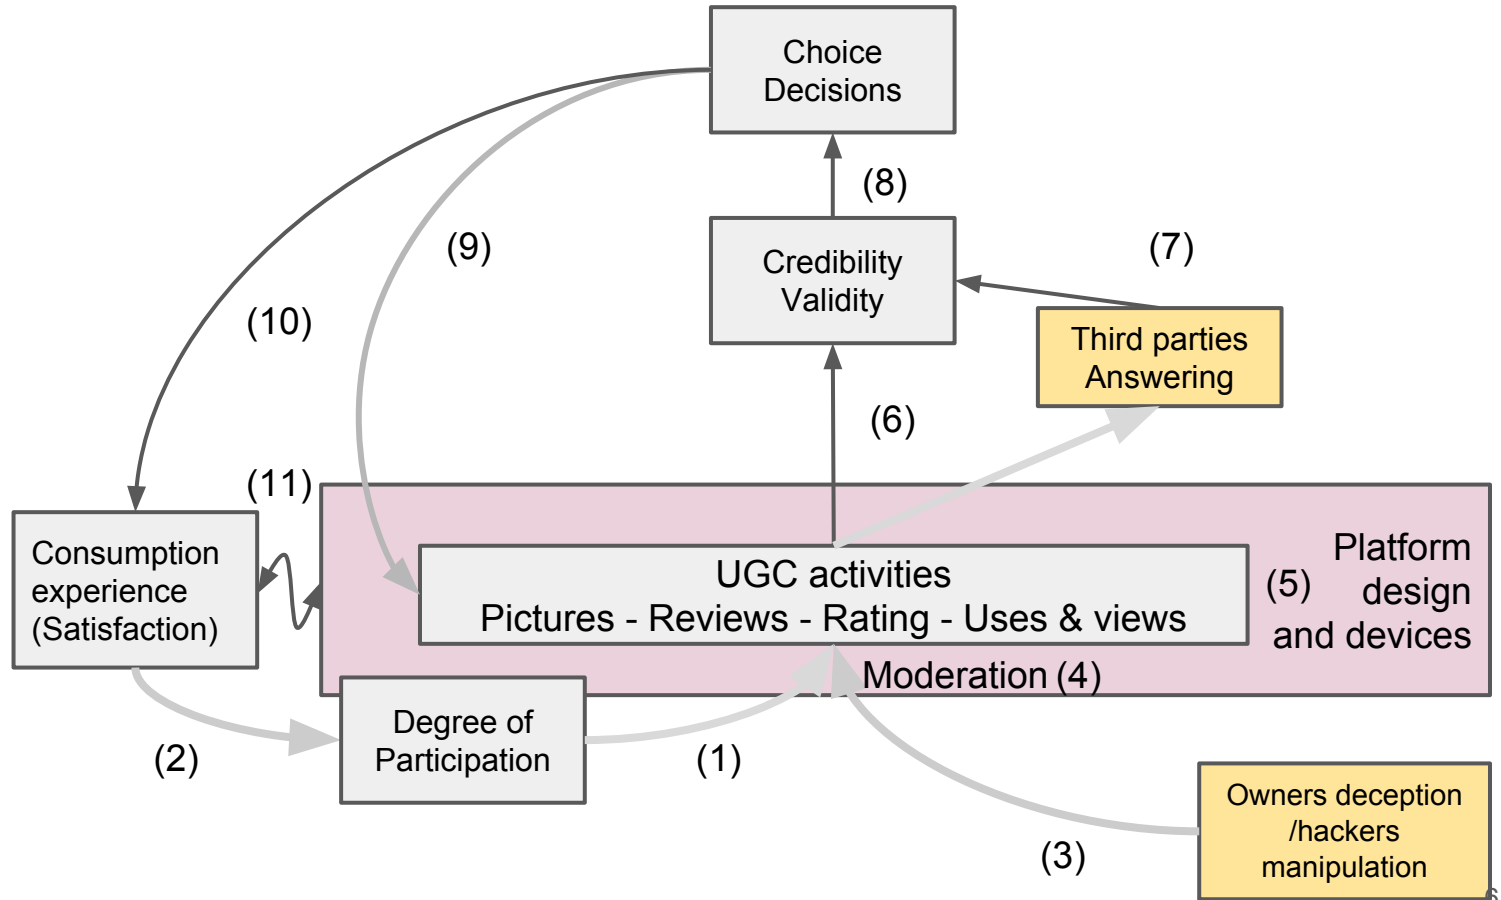 Choice
Decisions
(8)
(9)
Credibility
Validity
(7)
(10)
Third parties
Answering
(6)
(11)
Consumption
experience
(Satisfaction)
UGC activities
Pictures - Reviews - Rating - Uses & views
(5)
Platform
design
and devices
Moderation (4)
Degree of
Participation
(2)
(1)
Owners deception
/hackers
manipulation
(3)
6